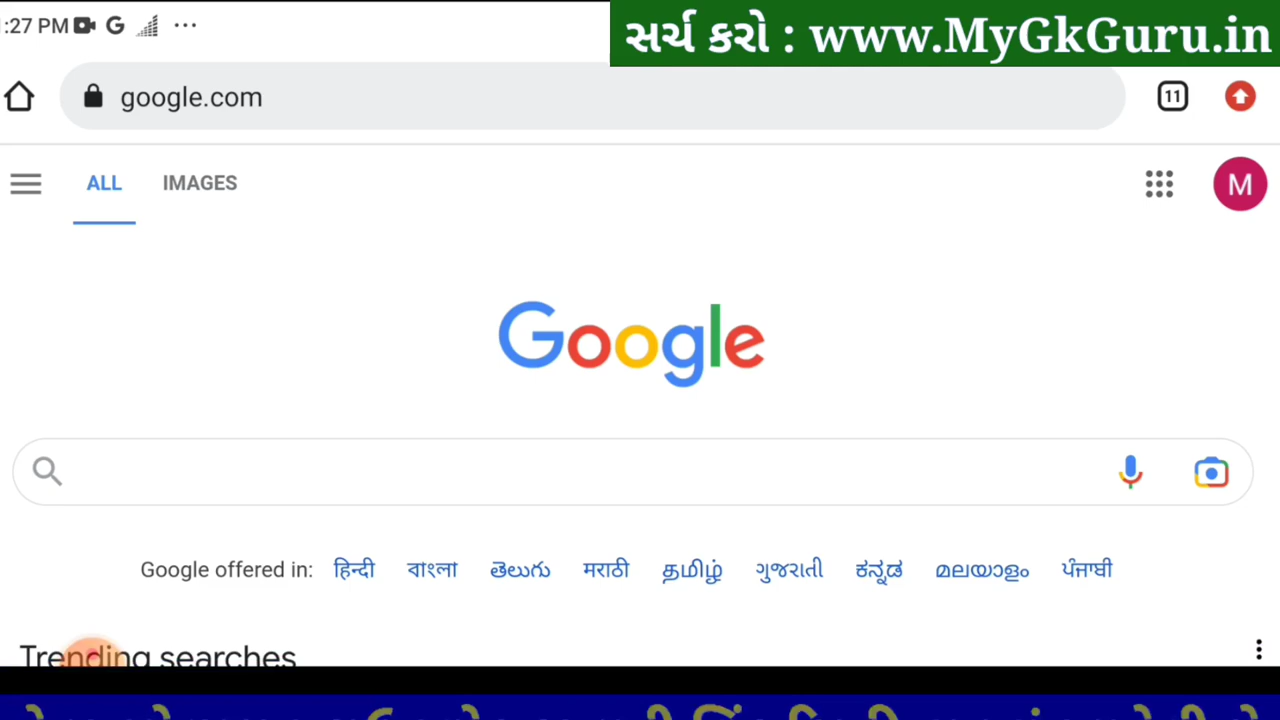 :27 PM G ...
સર્ચ કરો : www.MyGkGuru.in
google.com
11
ALL IMAGES
M
Google
Google offered in: हिन्दी বাংলা తెలుగు मराठी தமிழ் ગુજરાતી ಕನ್ನಡ മലയാളം ਪੰਜਾਬੀ
Trending searches